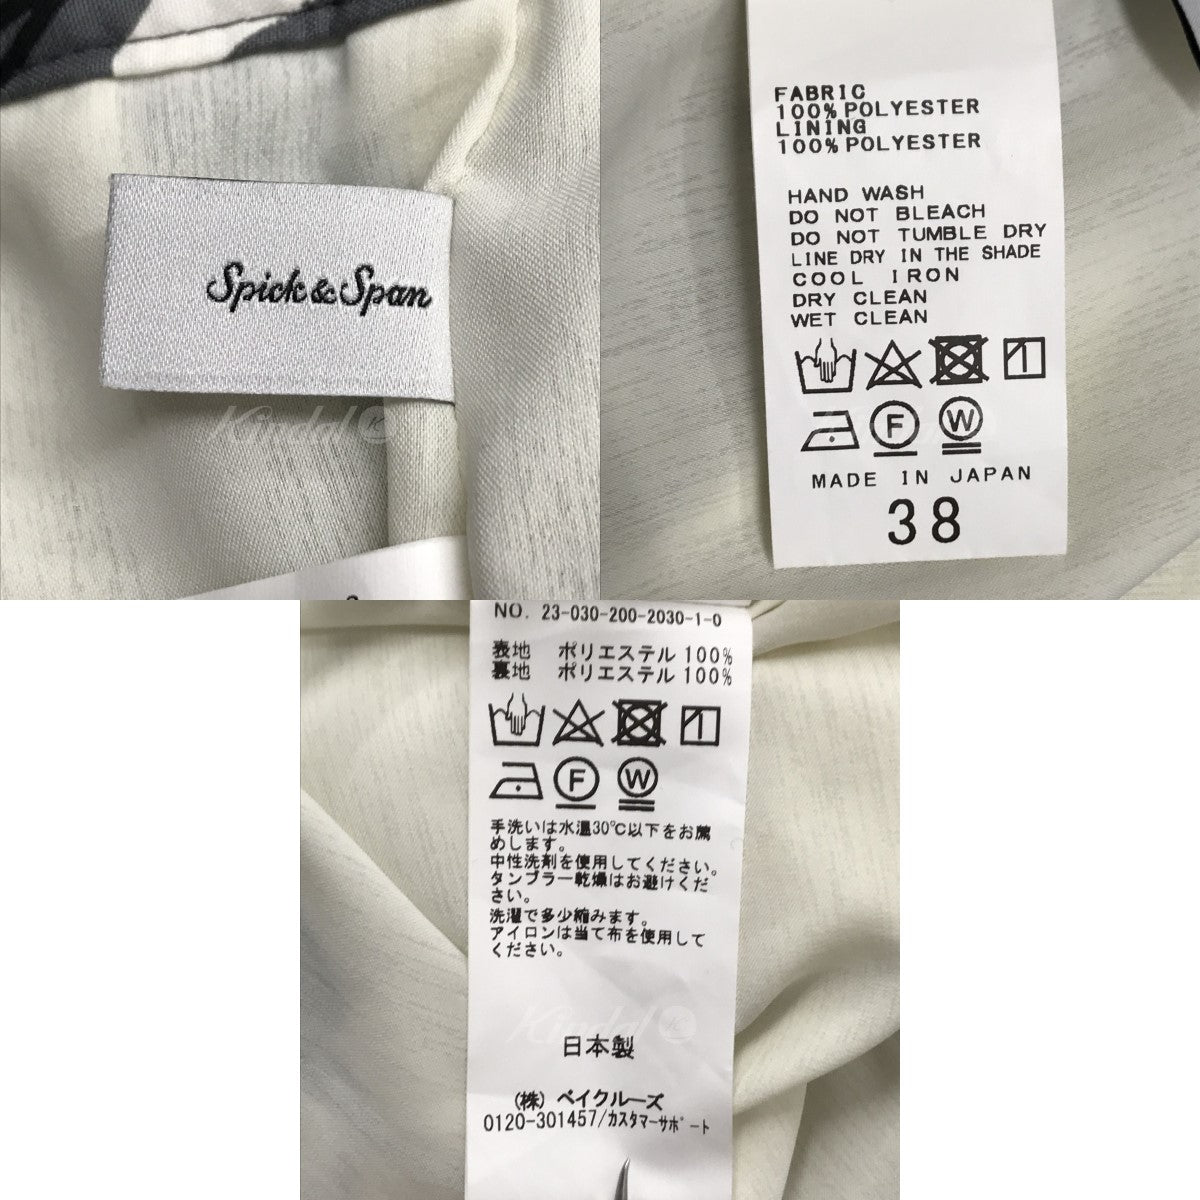 Spick & Span
FABRIC
100% POLYESTER
LINING
100% POLYESTER
HAND WASH
DO NOT BLEACH
DO NOT TUMBLE DRY
LINE DRY IN THE SHADE
COOL IRON
DRY CLEAN
WET CLEAN
F W
MADE IN JAPAN
38
NO. 23-030-200-2030-1-0
表地 ポリエステル 100%
裏地 ポリエステル 100%
F W
手洗いは水温30℃以下をお薦
めします。
中性洗剤を使用してください。
タンブラー乾燥はお避けくだ
さい。
洗濯で多少縮みます。
アイロンは当て布を使用して
ください。
日本製
(株) ベイクルーズ
0120-301457/カスタマーサポート